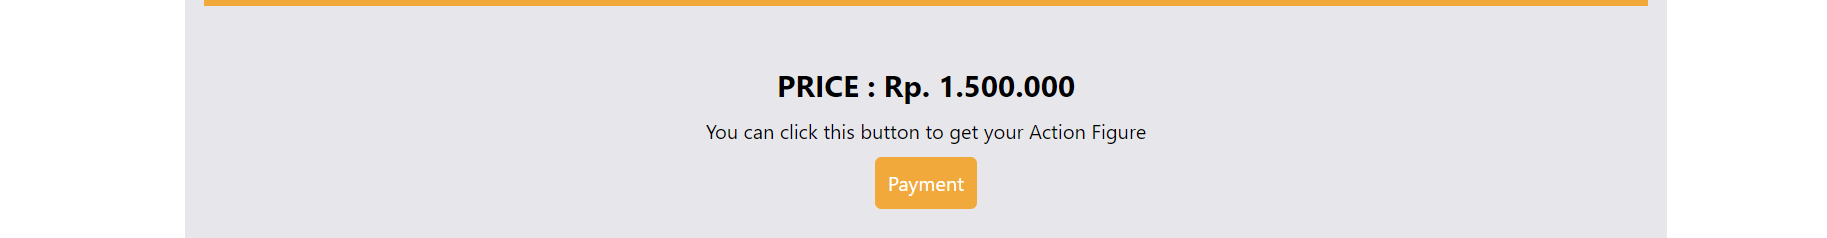 PRICE : Rp. 1.500.000
You can click this button to get your Action Figure
Payment